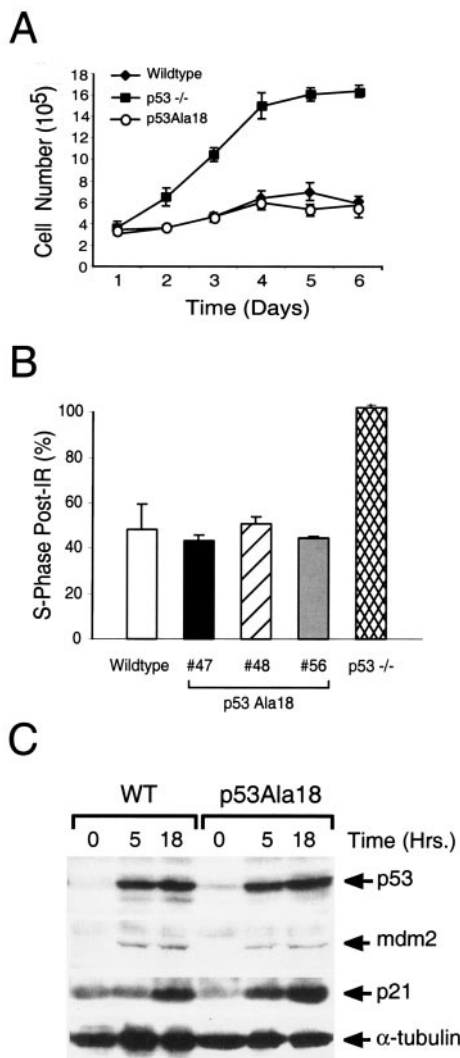 A
Wildtype
p53 -/-
p53Ala18
Cell Number (10⁵)
18
16
14
12
10
8
6
4
2
0
1 2 3 4 5 6
Time (Days)
B
S-Phase Post-IR (%)
100
80
60
40
20
0
Wildtype #47 #48 #56 p53 -/-
p53 Ala18
C
WT p53Ala18
0 5 18 0 5 18 Time (Hrs.)
p53
mdm2
p21
α-tubulin